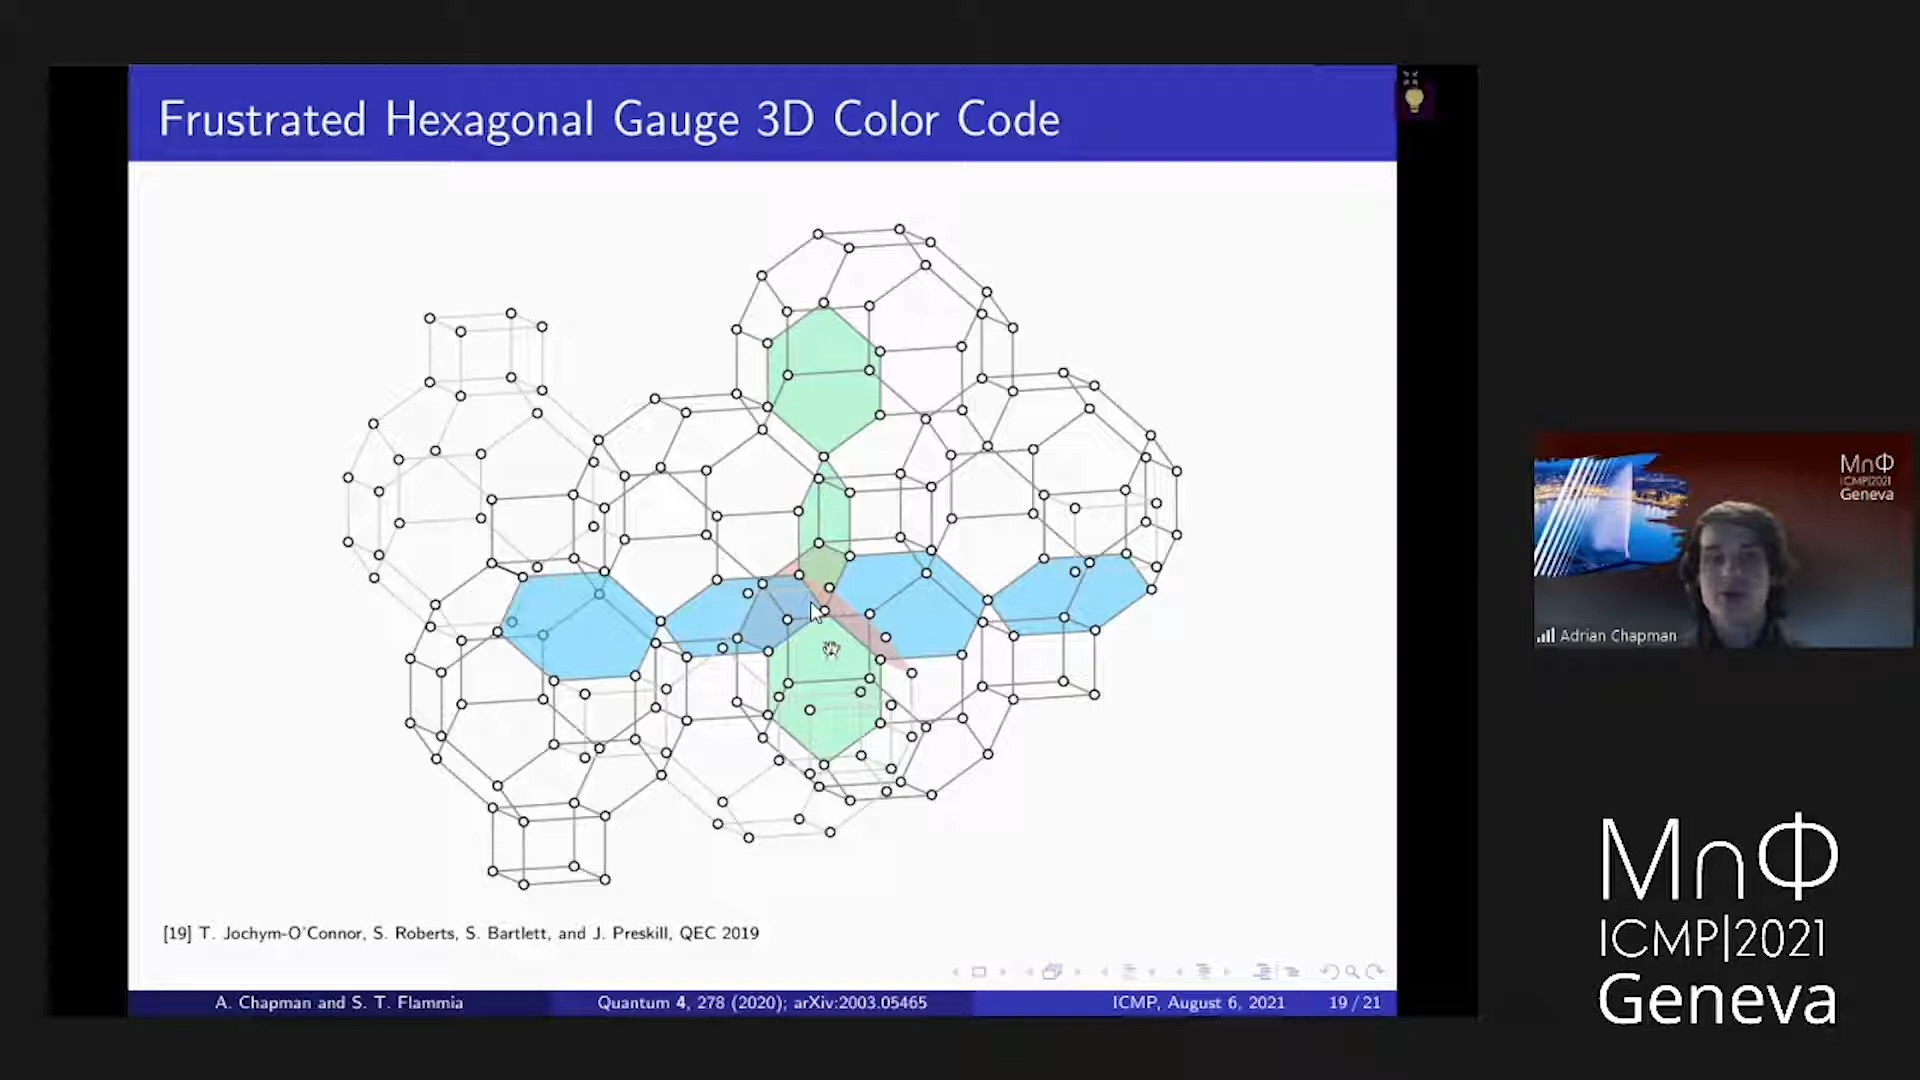 Frustrated Hexagonal Gauge 3D Color Code
[19] T. Jochym-O'Connor, S. Roberts, S. Bartlett, and J. Preskill, QEC 2019
A. Chapman and S. T. Flammia
Quantum 4, 278 (2020); arXiv:2003.05465
ICMP, August 6, 2021
19 / 21
MnΦ
ICMP|2021
Geneva
Adrian Chapman
MnΦ
ICMP|2021
Geneva